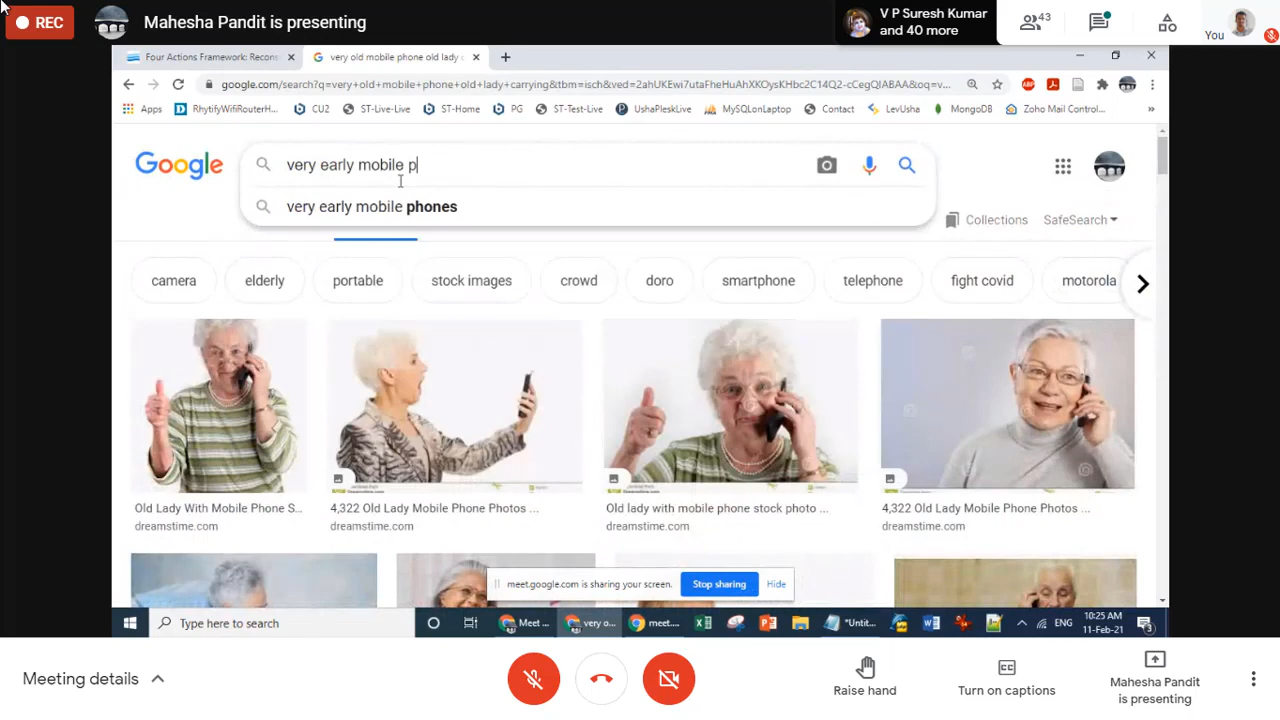 REC
Mahesha Pandit is presenting
V P Suresh Kumar
and 40 more
43
You
Four Actions Framework: Recons
very old mobile phone old lady c
google.com/search?q=very+old+mobile+phone+old+lady+carrying&tbm=isch&ved=2ahUKEwi7utaFheHuAhXKOysKHbc2C14Q2-cCegQIABAA&oq=v...
Apps
RhytifyWifiRouterH...
CU2
ST-Live-Live
ST-Home
PG
ST-Test-Live
UshaPleskLive
MySQLonLaptop
Contact
LevUsha
MongoDB
Zoho Mail Control...
Google
very early mobile p
very early mobile phones
Collections
SafeSearch
camera
elderly
portable
stock images
crowd
doro
smartphone
telephone
fight covid
motorola
Old Lady With Mobile Phone S...
dreamstime.com
4,322 Old Lady Mobile Phone Photos ...
dreamstime.com
Old lady with mobile phone stock photo ...
dreamstime.com
4,322 Old Lady Mobile Phone Photos ...
dreamstime.com
meet.google.com is sharing your screen.
Stop sharing
Hide
Type here to search
Meet ...
very o...
meet....
*Untit...
ENG
10:25 AM
11-Feb-21
3
Meeting details
Raise hand
Turn on captions
Mahesha Pandit
is presenting